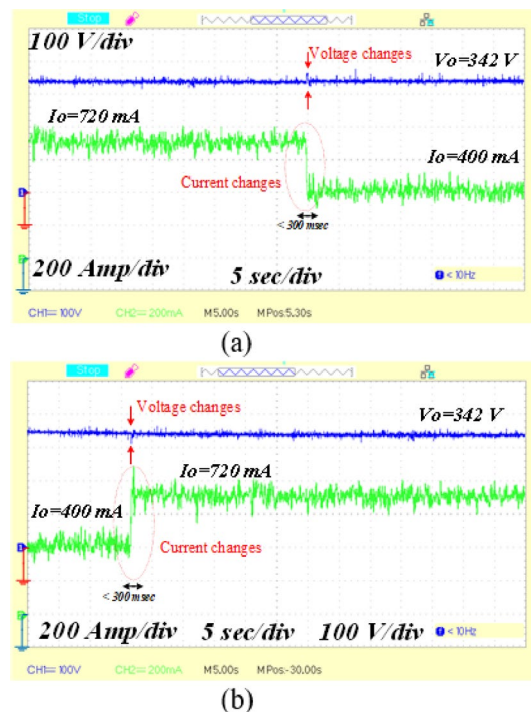 Stop
100 V/div
Voltage changes
Vo=342 V
Io=720 mA
Io=400 mA
Current changes
< 300 msec
200 Amp/div
5 sec/div
< 10Hz
CH1== 100V
CH2== 200mA
M5.00s
MPos:5.30s
(a)
Stop
Voltage changes
Vo=342 V
Io=720 mA
Io=400 mA
Current changes
< 300 msec
200 Amp/div
5 sec/div
100 V/div
< 10Hz
CH1== 100V
CH2== 200mA
M5.00s
MPos:-30.00s
(b)